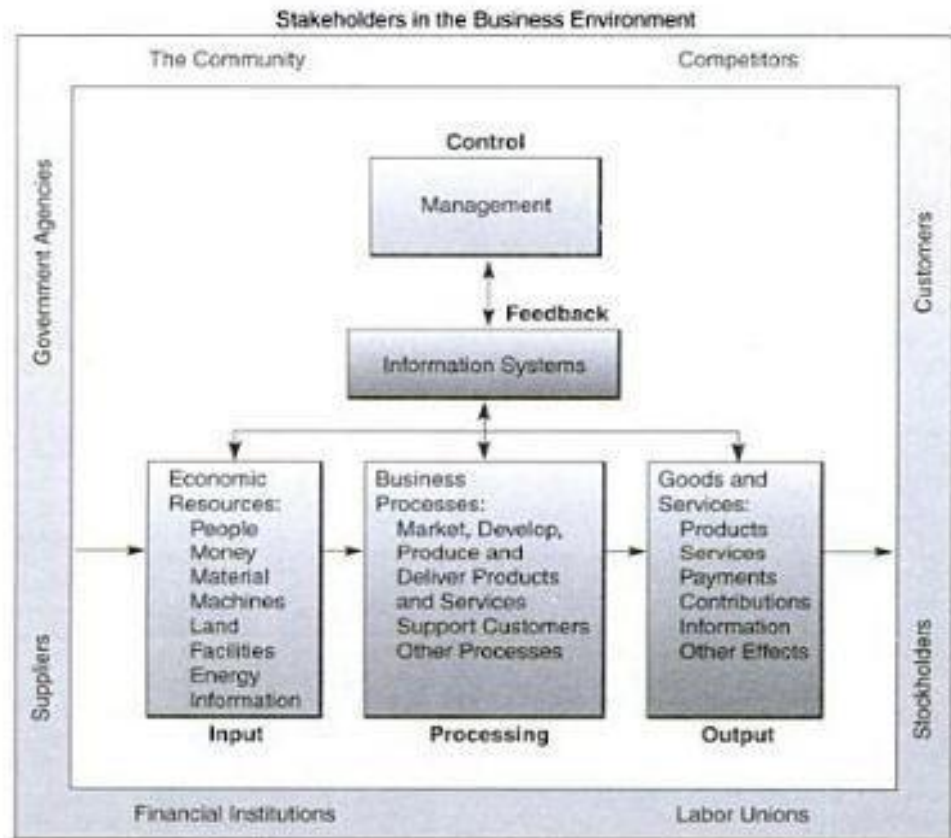 Stakeholders in the Business Environment
The Community
Competitors
Government Agencies
Suppliers
Control
Management
Feedback
Information Systems
Economic
Resources:
People
Money
Material
Machines
Land
Facilities
Energy
Information
Input
Business
Processes:
Market, Develop,
Produce and
Deliver Products
and Services
Support Customers
Other Processes
Processing
Goods and
Services:
Products
Services
Payments
Contributions
Information
Other Effects
Output
Customers
Stockholders
Financial Institutions
Labor Unions